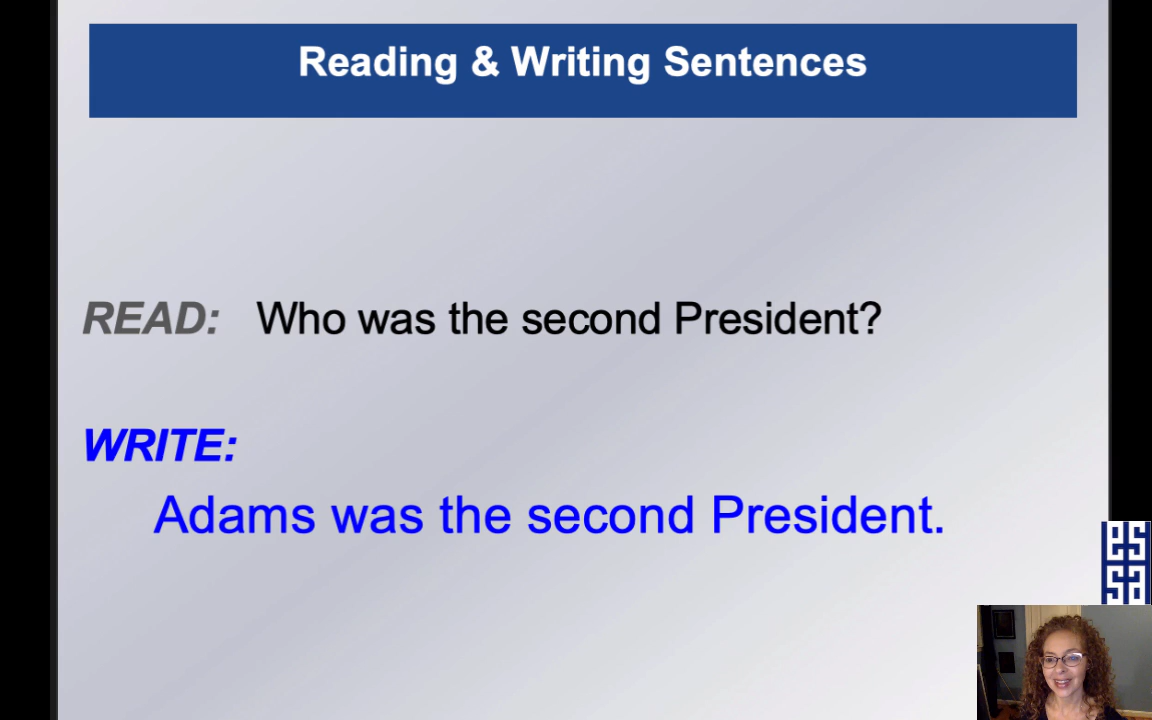 Reading & Writing Sentences
READ: Who was the second President?
WRITE:
Adams was the second President.